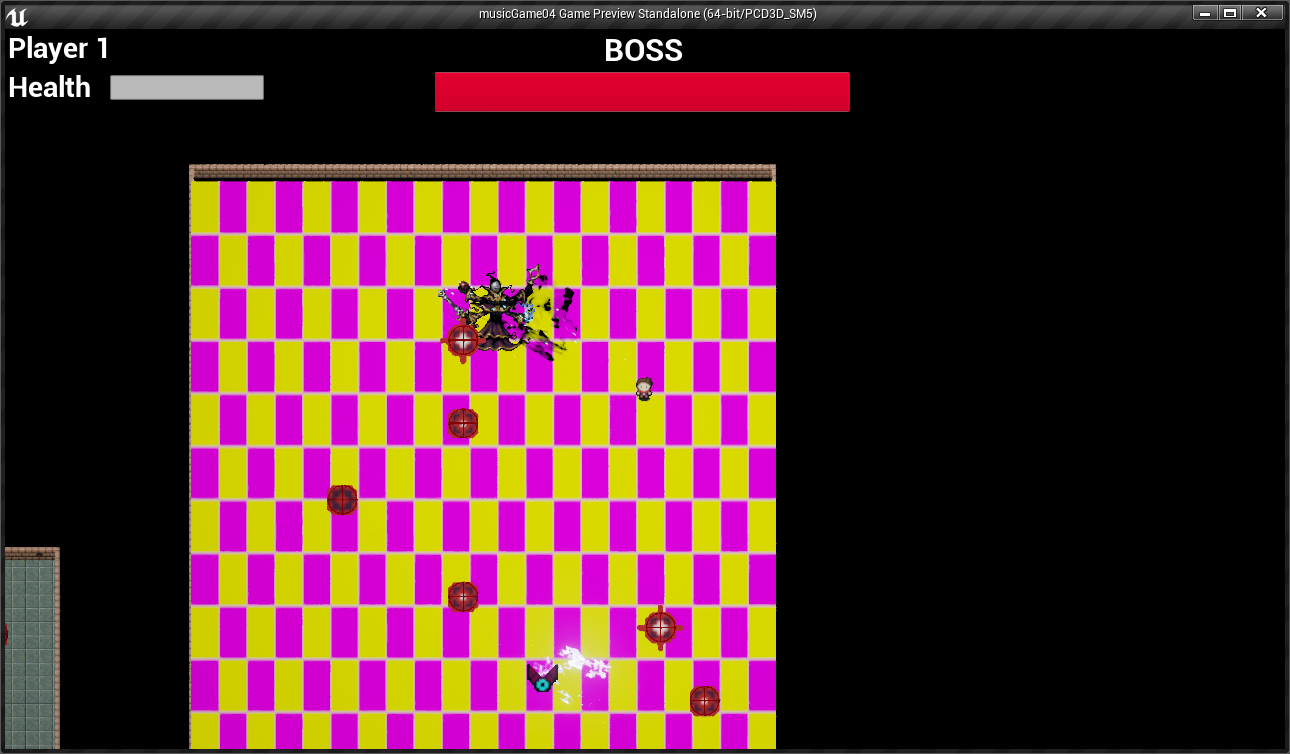 musicGame04 Game Preview Standalone (64-bit/PCD3D_SM5)
Player 1
BOSS
Health